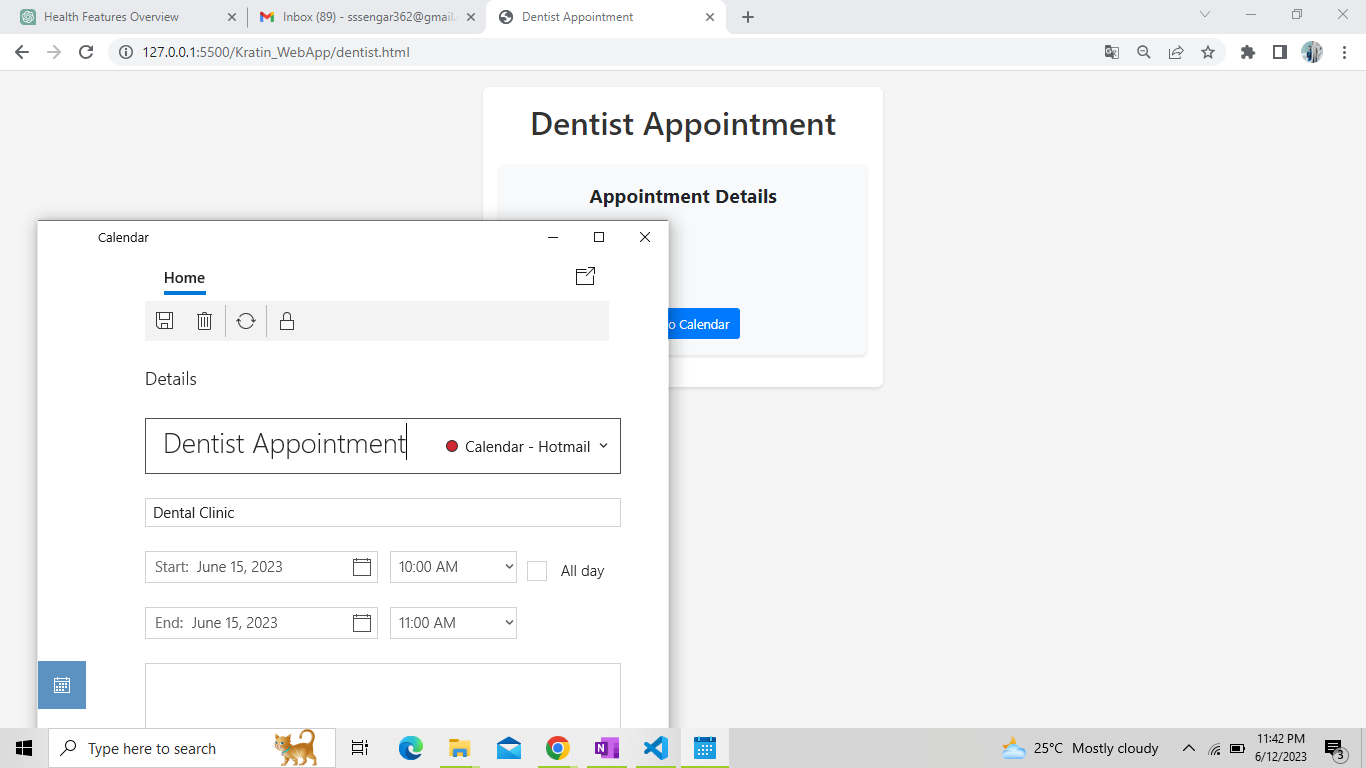 Health Features Overview
Inbox (89) - sssengar362@gmail.
Dentist Appointment
127.0.0.1:5500/Kratin_WebApp/dentist.html
Dentist Appointment
Appointment Details
o Calendar
Calendar
Home
Details
Dentist Appointment
Calendar - Hotmail
Dental Clinic
Start: June 15, 2023
10:00 AM
All day
End: June 15, 2023
11:00 AM
Type here to search
25°C Mostly cloudy
11:42 PM
6/12/2023
3